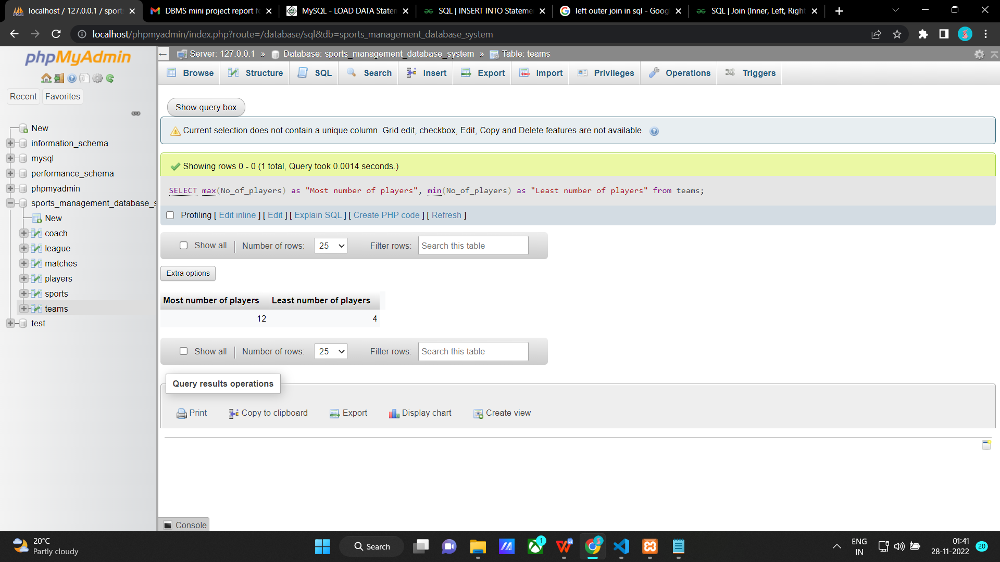 localhost / 127.0.0.1 / sport
DBMS mini project report fo
MySQL - LOAD DATA Staten
SQL | INSERT INTO Stateme
left outer join in sql - Goog
SQL | Join (Inner, Left, Right
localhost/phpmyadmin/index.php?route=/database/sql&db=sports_management_database_system
phpMyAdmin
Server: 127.0.0.1 » Database: sports_management_database_system » Table: teams
Browse Structure SQL Search Insert Export Import Privileges Operations Triggers
Recent Favorites
New
information_schema
mysql
performance_schema
phpmyadmin
sports_management_database_s
New
coach
league
matches
players
sports
teams
test
Show query box
Current selection does not contain a unique column. Grid edit, checkbox, Edit, Copy and Delete features are not available.
Showing rows 0 - 0 (1 total, Query took 0.0014 seconds.)
SELECT max(No_of_players) as "Most number of players", min(No_of_players) as "Least number of players" from teams;
Profiling [ Edit inline ] [ Edit ] [ Explain SQL ] [ Create PHP code ] [ Refresh ]
Show all | Number of rows: 25 Filter rows: Search this table
Extra options
Most number of players Least number of players
12 4
Show all | Number of rows: 25 Filter rows: Search this table
Query results operations
Print Copy to clipboard Export Display chart Create view
Console
20°C
Partly cloudy
Search
1
ENG
IN
01:41
28-11-2022
20